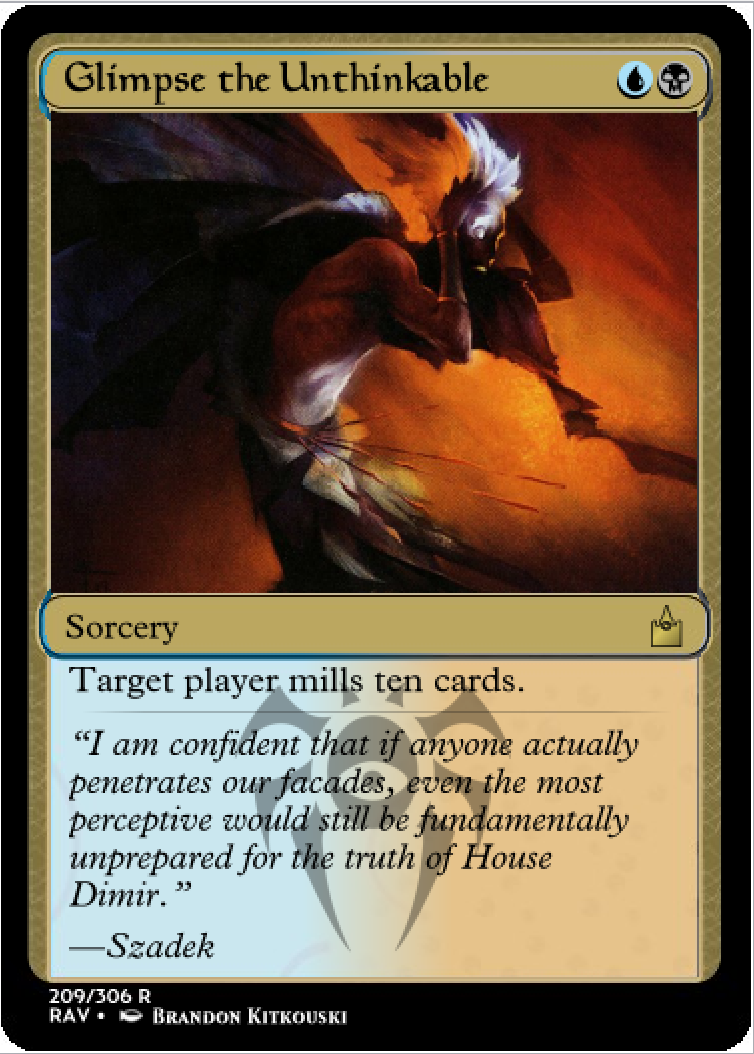 Glimpse the Unthinkable
Sorcery
Target player mills ten cards.
“I am confident that if anyone actually
penetrates our facades, even the most
perceptive would still be fundamentally
unprepared for the truth of House
Dimir.”
—Szadek
209/306 R
RAV • Brandon Kitkouski